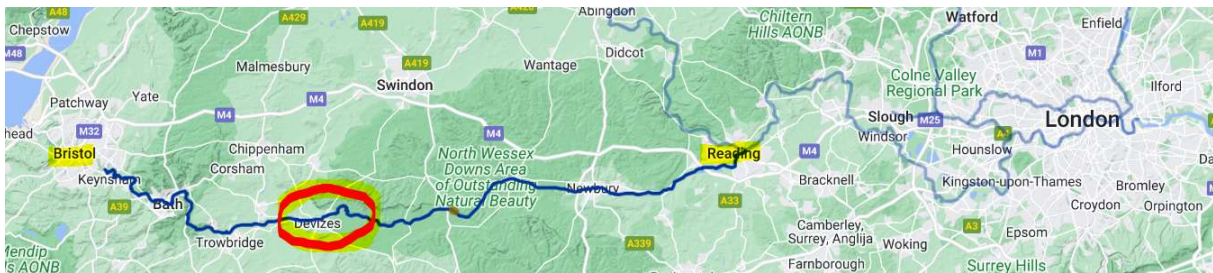 A48
Chepstow
M48
A429
A419
A420
Abingdon
Chiltern
Hills AONB
Watford
Enfield
Didcot
M1
Malmesbury
A419
Wantage
Colne Valley
Regional Park
Swindon
Patchway
Yate
M4
M4
Slough
M25
Ilford
London
M32
M4
Windsor
Hounslow
Bristol
Chippenham
North Wessex
Downs Area
of Outstanding
Natural Beauty
Reading
M4
Keynsham
Corsham
Newbury
Bracknell
Kingston-upon-Thames
Bromley
A39
Bath
A33
Croydon
Orpington
Devizes
Camberley,
Surrey, Anglija
A3
Trowbridge
A339
Woking
Epsom
Mendip
ls AONB
Farnborough
Surrey Hills